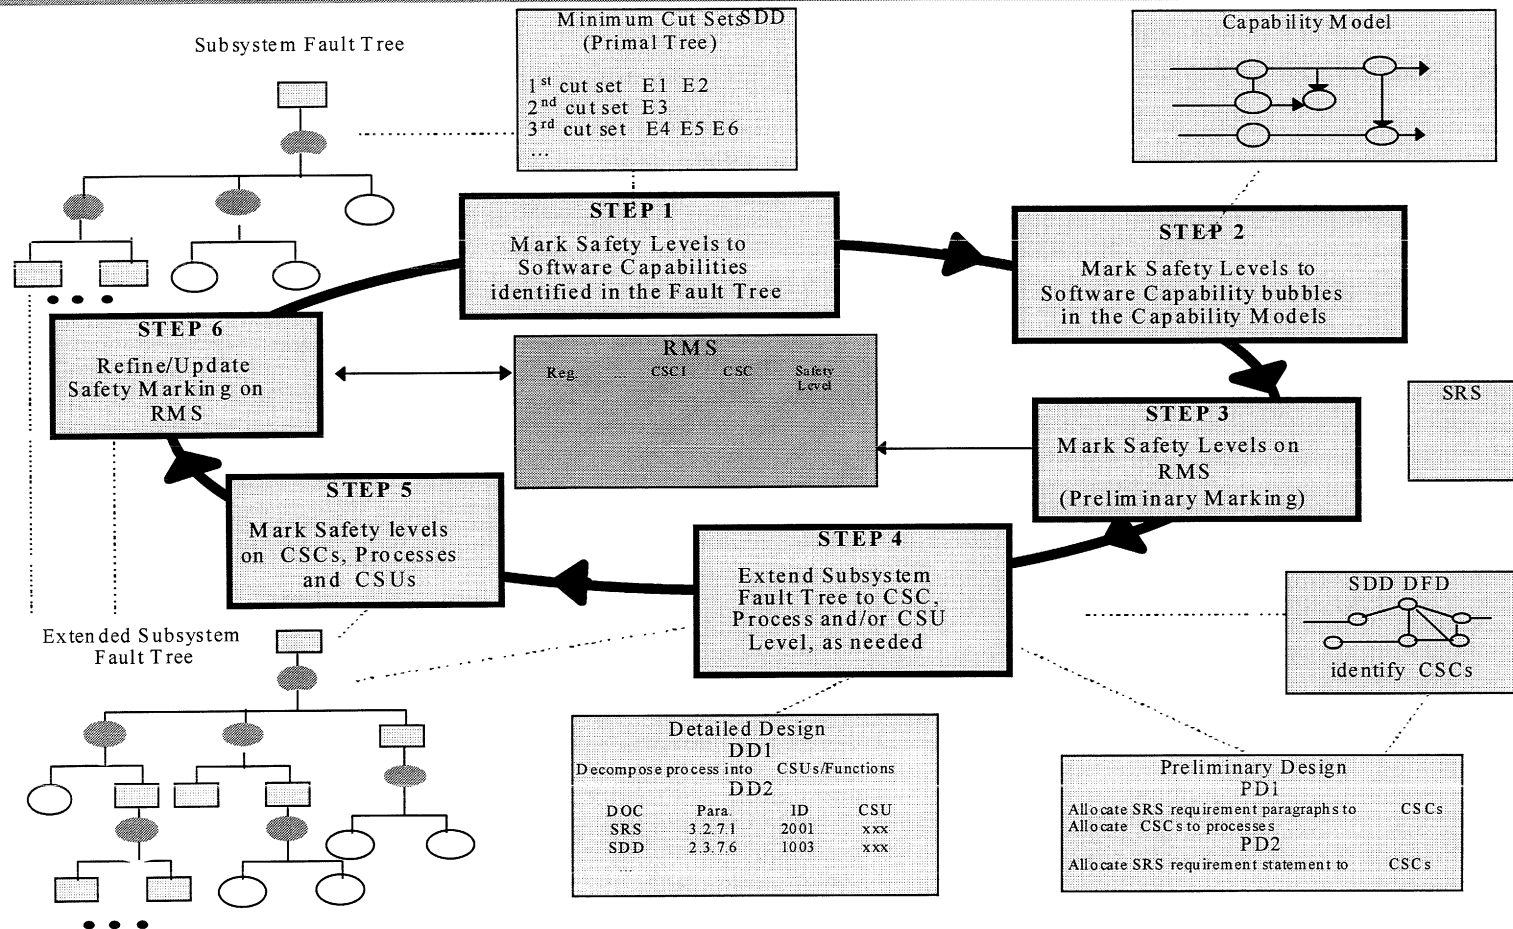 Subsystem Fault Tree
Minimum Cut Sets SDD
(Primal Tree)
1st cut set E1 E2
2nd cut set E3
3rd cut set E4 E5 E6
...
Capability Model
STEP 1
Mark Safety Levels to
Software Capabilities
identified in the Fault Tree
STEP 2
Mark Safety Levels to
Software Capability bubbles
in the Capability Models
STEP 6
Refine/Update
Safety Marking on
RMS
RMS
Req. CSCI CSC Safety
Level
STEP 3
Mark Safety Levels on
RMS
(Preliminary Marking)
SRS
STEP 5
Mark Safety levels
on CSCs, Processes
and CSUs
STEP 4
Extend Subsystem
Fault Tree to CSC,
Process and/or CSU
Level, as needed
SDD DFD
identify CSCs
Extended Subsystem
Fault Tree
Detailed Design
DD1
Decompose process into CSUs/Functions
DD2
DOC Para. ID CSU
SRS 3.2.7.1 2001 xxx
SDD 2.3.7.6 1003 xxx
...
Preliminary Design
PD1
Allocate SRS requirement paragraphs to CSCs
Allocate CSCs to processes
PD2
Allocate SRS requirement statement to CSCs